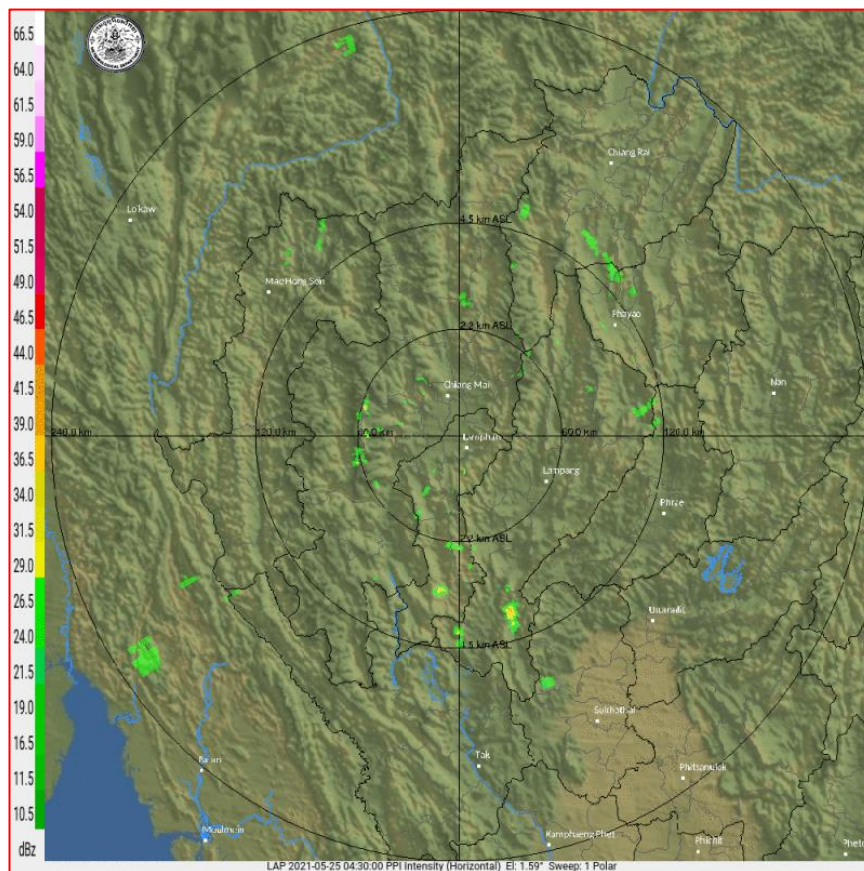 66.5
64.0
61.5
59.0
56.5
54.0
51.5
49.0
46.5
44.0
41.5
39.0
36.5
34.0
31.5
29.0
26.5
24.0
21.5
19.0
16.5
11.5
10.5
dBz
Chiang Rai
Loikaw
4.5 km ASL
Mae Hong Son
Phayao
2.2 km ASL
Chiang Mai
Nan
240.0 km
120.0 km
60.0 km
60.0 km
120.0 km
Lamphun
Lampang
Phrae
2.2 km ASL
Uttaradit
4.5 km ASL
Sukhothai
Tak
Pa-an
Phitsanulok
Moulmein
Kamphaeng Phet
Phichit
LAP 2021-05-25 04:30:00 PPI Intensity (Horizontal) El: 1.59° Sweep: 1 Polar